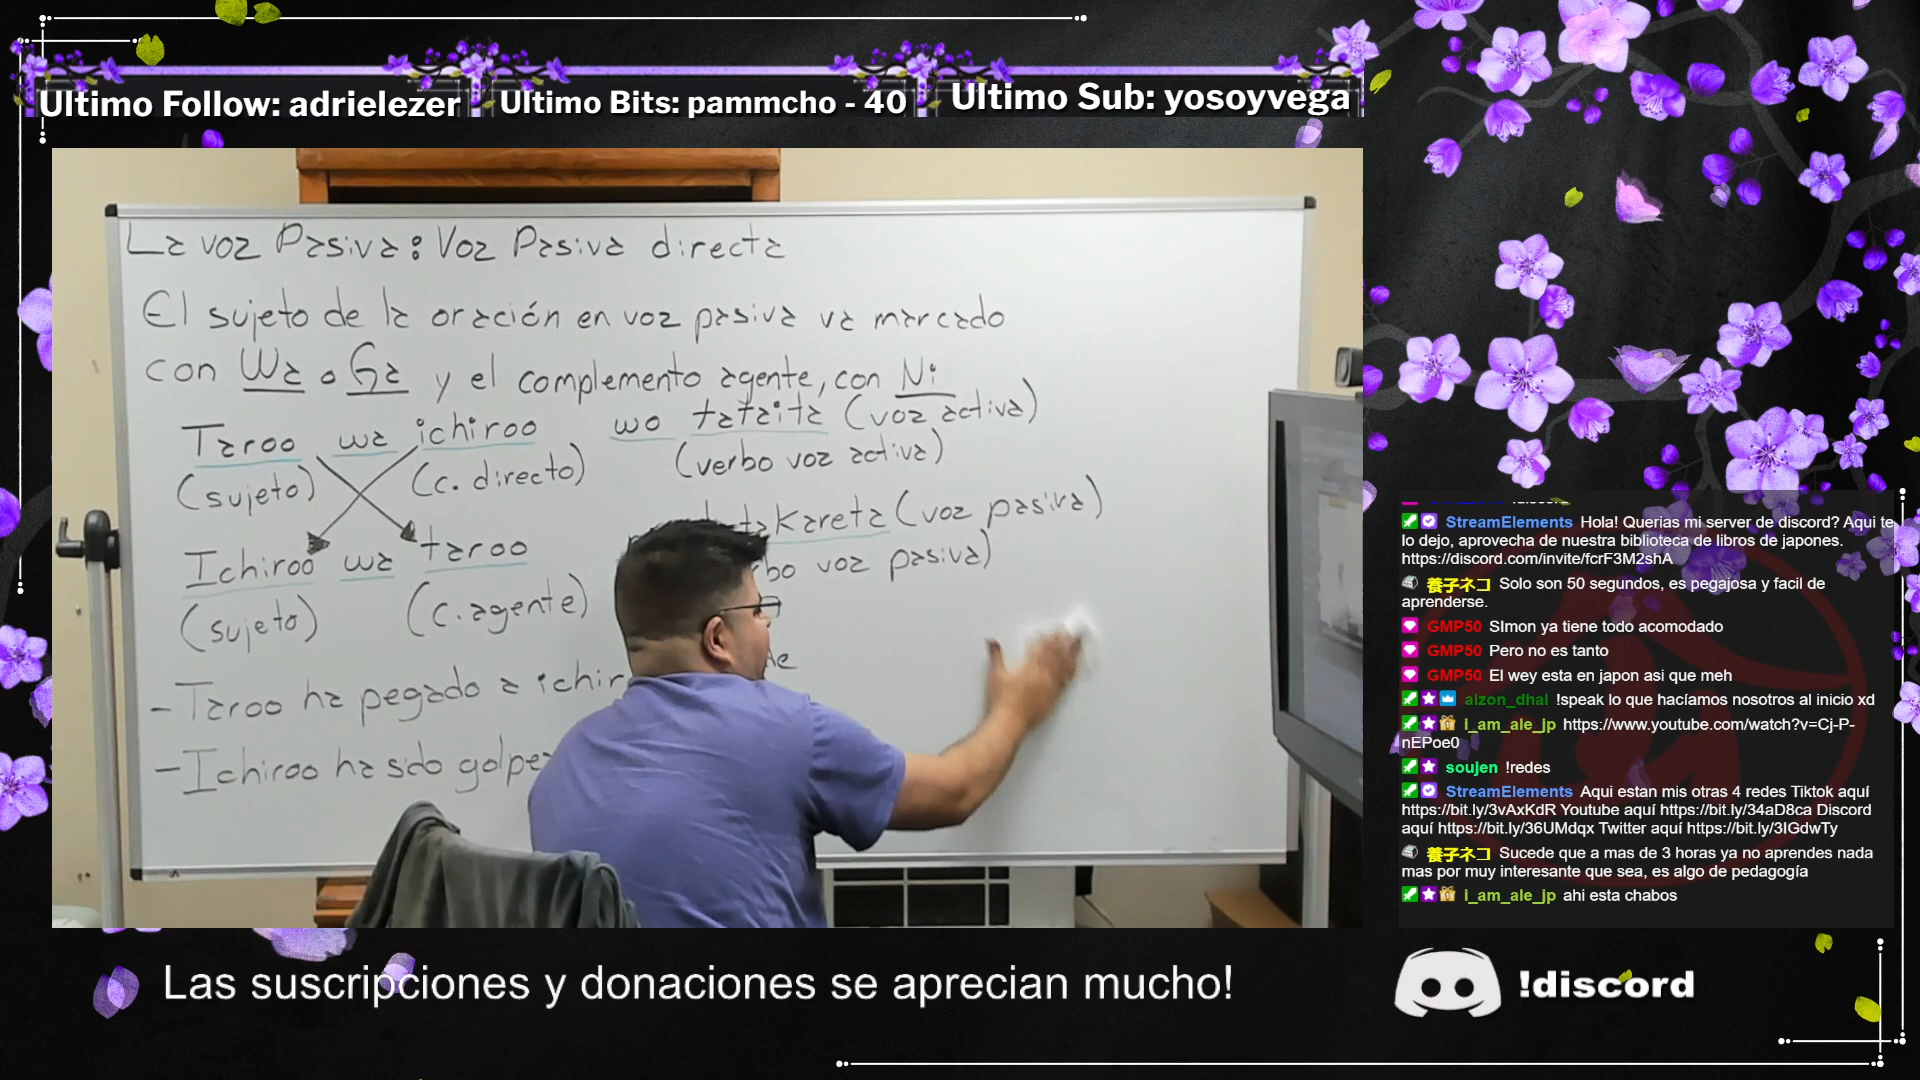 Ultimo Follow: adrielezer
Ultimo Bits: pammcho - 40
Ultimo Sub: yosoyvega
La voz Pasiva: Voz Pasiva directa
El sujeto de la oración en voz pasiva va marcado
con Wa o Ga y el complemento agente, con Ni
Taroo wa ichiroo wo tataita (voz activa)
(sujeto) (c. directo) (verbo voz activa)
Ichiroo wa taroo takareta (voz pasiva)
(sujeto) (c. agente) voz pasiva)
- Taroo ha pegado a
- Ichiroo ha sido
StreamElements Hola! Querias mi server de discord? Aqui te
lo dejo, aprovecha de nuestra biblioteca de libros de japones.
https://discord.com/invite/fcrF3M2shA
養子ネコ Solo son 50 segundos, es pegajosa y facil de
aprenderse.
GMP50 SImon ya tiene todo acomodado
GMP50 Pero no es tanto
GMP50 El wey esta en japon asi que meh
alzon_dhal !speak lo que hacíamos nosotros al inicio xd
i_am_ale_jp https://www.youtube.com/watch?v=Cj-P-
nEPoe0
soujen !redes
StreamElements Aqui estan mis otras 4 redes Tiktok aquí
https://bit.ly/3vAxKdR Youtube aquí https://bit.ly/34aD8ca Discord
aquí https://bit.ly/36UMdqx Twitter aquí https://bit.ly/3IGdwTy
養子ネコ Sucede que a mas de 3 horas ya no aprendes nada
mas por muy interesante que sea, es algo de pedagogía
i_am_ale_jp ahi esta chabos
Las suscripciones y donaciones se aprecian mucho!
!discord